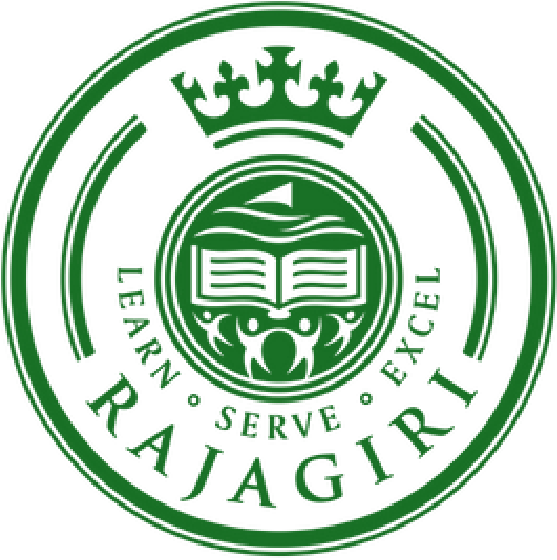 LEARN ∘ SERVE ∘ EXCEL
RAJAGIRI